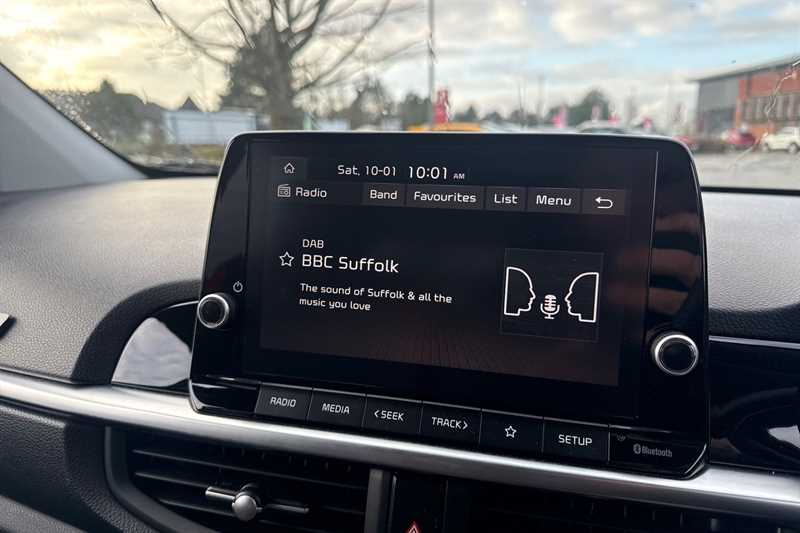 Sat, 10-01 10:01 AM
Radio Band Favourites List Menu
DAB
BBC Suffolk
The sound of Suffolk & all the
music you love
RADIO MEDIA <SEEK TRACK> SETUP
Bluetooth